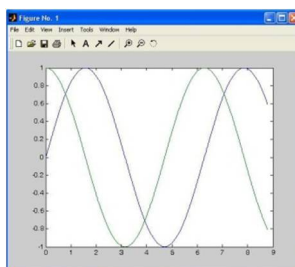 Figure No. 1
File Edit View Insert Tools Window Help
A
1
0.8
0.6
0.4
0.2
0
-0.2
-0.4
-0.6
-0.8
-1
0 1 2 3 4 5 6 7 8 9